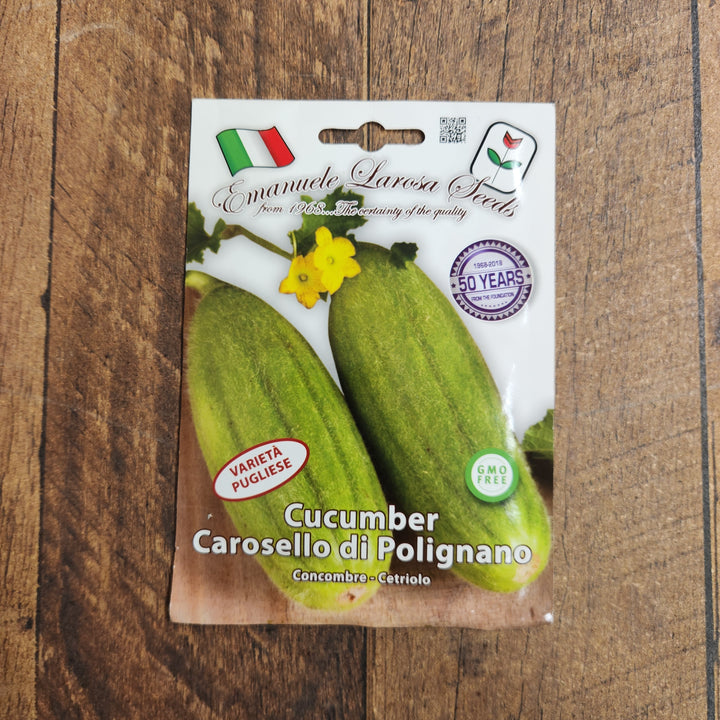 Emanuele Larosa Seeds
from 1968...The certainty of the quality
1968-2018
50 YEARS
FROM THE FOUNDATION
VARIETÀ
PUGLIESE
GMO
FREE
Cucumber
Carosello di Polignano
Concombre - Cetriolo